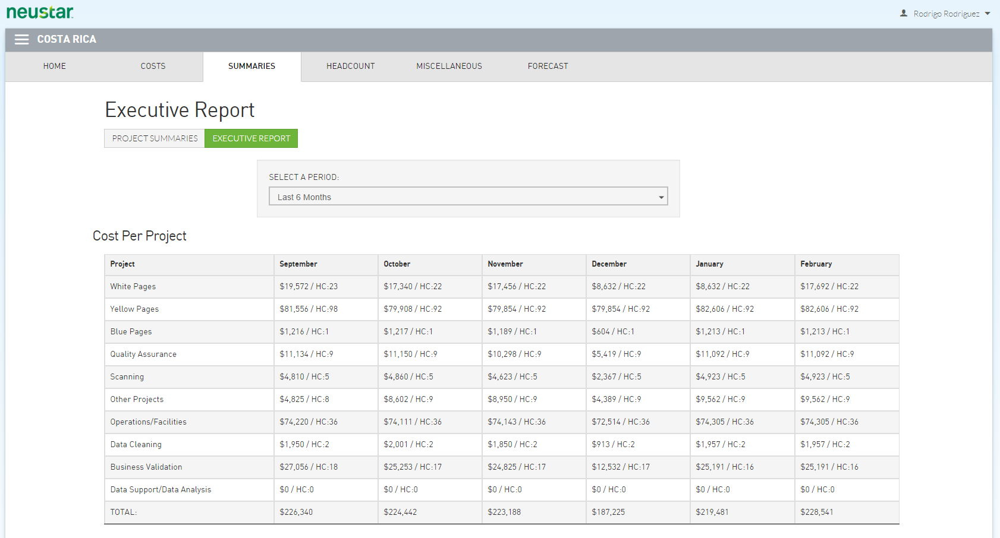 neustar
Rodrigo Rodriguez
COSTA RICA
HOME COSTS SUMMARIES HEADCOUNT MISCELLANEOUS FORECAST
Executive Report
PROJECT SUMMARIES EXECUTIVE REPORT
SELECT A PERIOD:
Last 6 Months
Cost Per Project
Project September October November December January February
White Pages $19,572 / HC:23 $17,340 / HC:22 $17,456 / HC:22 $8,632 / HC:22 $8,632 / HC:22 $17,692 / HC:22
Yellow Pages $81,556 / HC:98 $79,908 / HC:92 $79,854 / HC:92 $79,854 / HC:92 $82,606 / HC:92 $82,606 / HC:92
Blue Pages $1,216 / HC:1 $1,217 / HC:1 $1,189 / HC:1 $604 / HC:1 $1,213 / HC:1 $1,213 / HC:1
Quality Assurance $11,134 / HC:9 $11,150 / HC:9 $10,298 / HC:9 $5,419 / HC:9 $11,092 / HC:9 $11,092 / HC:9
Scanning $4,810 / HC:5 $4,860 / HC:5 $4,623 / HC:5 $2,367 / HC:5 $4,923 / HC:5 $4,923 / HC:5
Other Projects $4,825 / HC:8 $8,602 / HC:9 $8,950 / HC:9 $4,389 / HC:9 $9,562 / HC:9 $9,562 / HC:9
Operations/Facilities $74,220 / HC:36 $74,111 / HC:36 $74,143 / HC:36 $72,514 / HC:36 $74,305 / HC:36 $74,305 / HC:36
Data Cleaning $1,950 / HC:2 $2,001 / HC:2 $1,850 / HC:2 $913 / HC:2 $1,957 / HC:2 $1,957 / HC:2
Business Validation $27,056 / HC:18 $25,253 / HC:17 $24,825 / HC:17 $12,532 / HC:17 $25,191 / HC:16 $25,191 / HC:16
Data Support/Data Analysis $0 / HC:0 $0 / HC:0 $0 / HC:0 $0 / HC:0 $0 / HC:0 $0 / HC:0
TOTAL: $226,340 $224,442 $223,188 $187,225 $219,481 $228,541